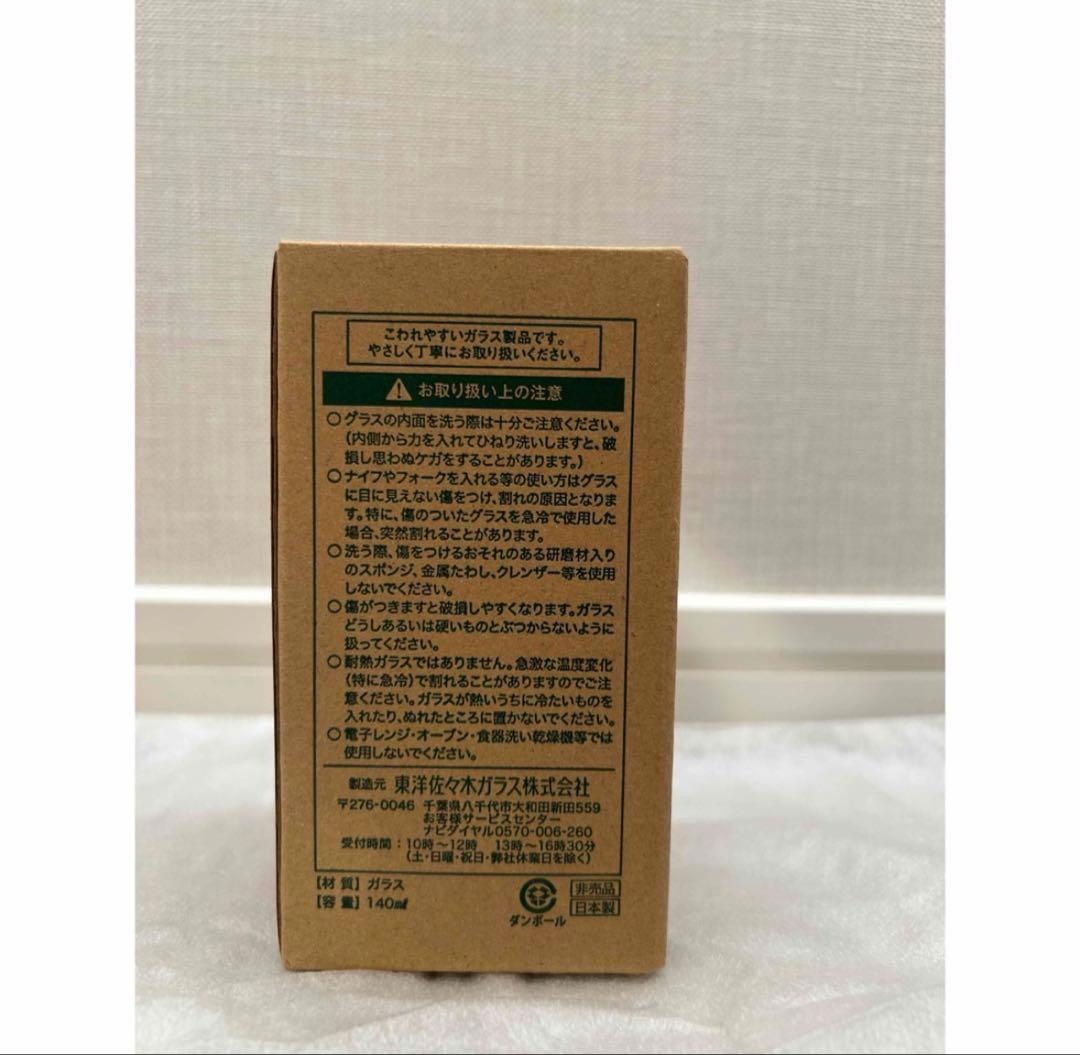 こわれやすいガラス製品です。
やさしく丁寧にお取り扱いください。
お取り扱い上の注意
○グラスの内面を洗う際は十分ご注意ください。
（内側から力を入れてひねり洗いしますと、破
損し思わぬケガをすることがあります。）
○ナイフやフォークを入れる等の使い方はグラス
に目に見えない傷をつけ、割れの原因となりま
す。特に、傷のついたグラスを急冷で使用した
場合、突然割れることがあります。
○洗う際、傷をつけるおそれのある研磨材入り
のスポンジ、金属たわし、クレンザー等を使用
しないでください。
○傷がつきますと破損しやすくなります。ガラス
どうしあるいは硬いものとぶつからないように
扱ってください。
○耐熱ガラスではありません。急激な温度変化
（特に急冷）で割れることがありますのでご注
意ください。ガラスが熱いうちに冷たいものを
入れたり、ぬれたところに置かないでください。
○電子レンジ・オーブン・食器洗い乾燥機等では
使用しないでください。
製造元 東洋佐々木ガラス株式会社
〒276-0046 千葉県八千代市大和田新田559
お客様サービスセンター
ナビダイヤル0570-006-260
受付時間：10時～12時 13時～16時30分
（土・日曜・祝日・弊社休業日を除く）
【材 質】ガラス
【容 量】140㎖
ダンボール
非売品
日本製